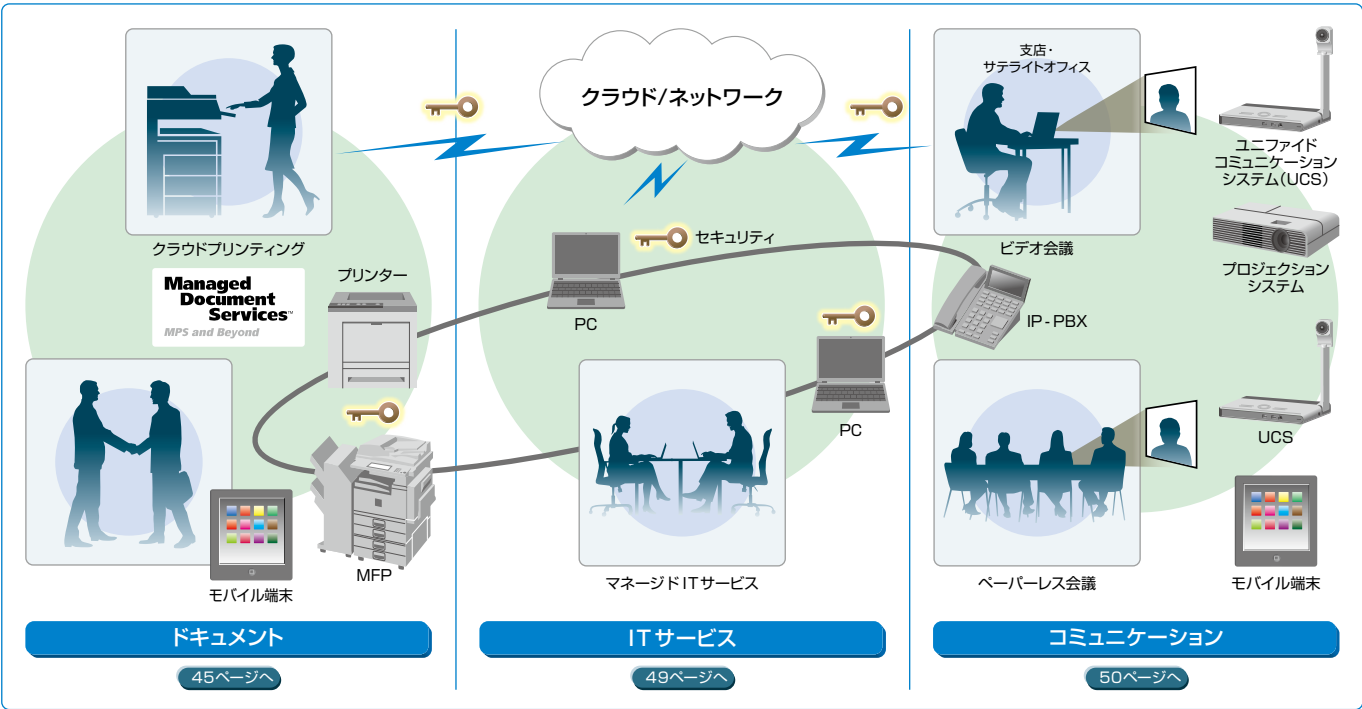 クラウドプリンティング
Managed
Document
Services™
MPS and Beyond
プリンター
MFP
モバイル端末
ドキュメント
45ページへ
クラウド/ネットワーク
セキュリティ
PC
PC
マネージドITサービス
ITサービス
49ページへ
支店・
サテライトオフィス
ビデオ会議
ユニファイド
コミュニケーション
システム(UCS)
プロジェクション
システム
IP-PBX
UCS
ペーパーレス会議
モバイル端末
コミュニケーション
50ページへ